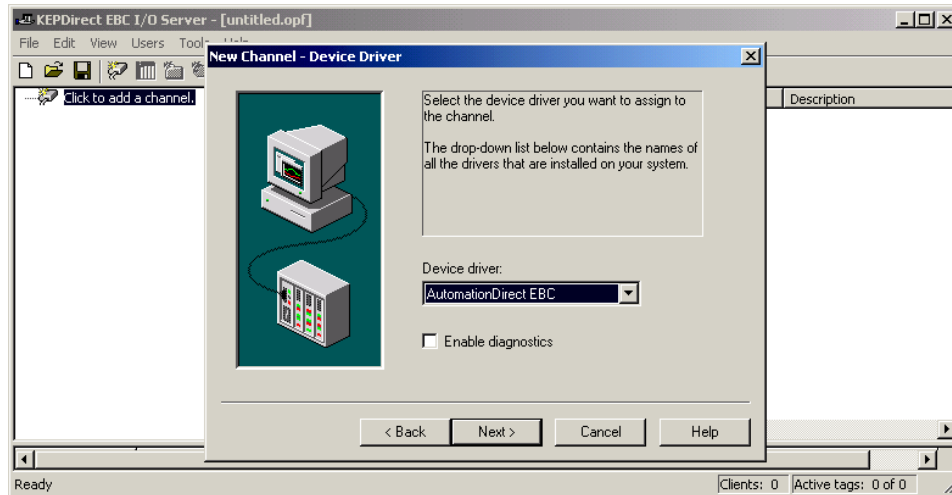 KEPDirect EBC I/O Server - [untitled.opf]
File Edit View Users Tools Help
New Channel - Device Driver
Click to add a channel.
Description
Select the device driver you want to assign to
the channel.
The drop-down list below contains the names of
all the drivers that are installed on your system.
Device driver:
AutomationDirect EBC
Enable diagnostics
< Back Next > Cancel Help
Ready
Clients: 0 Active tags: 0 of 0